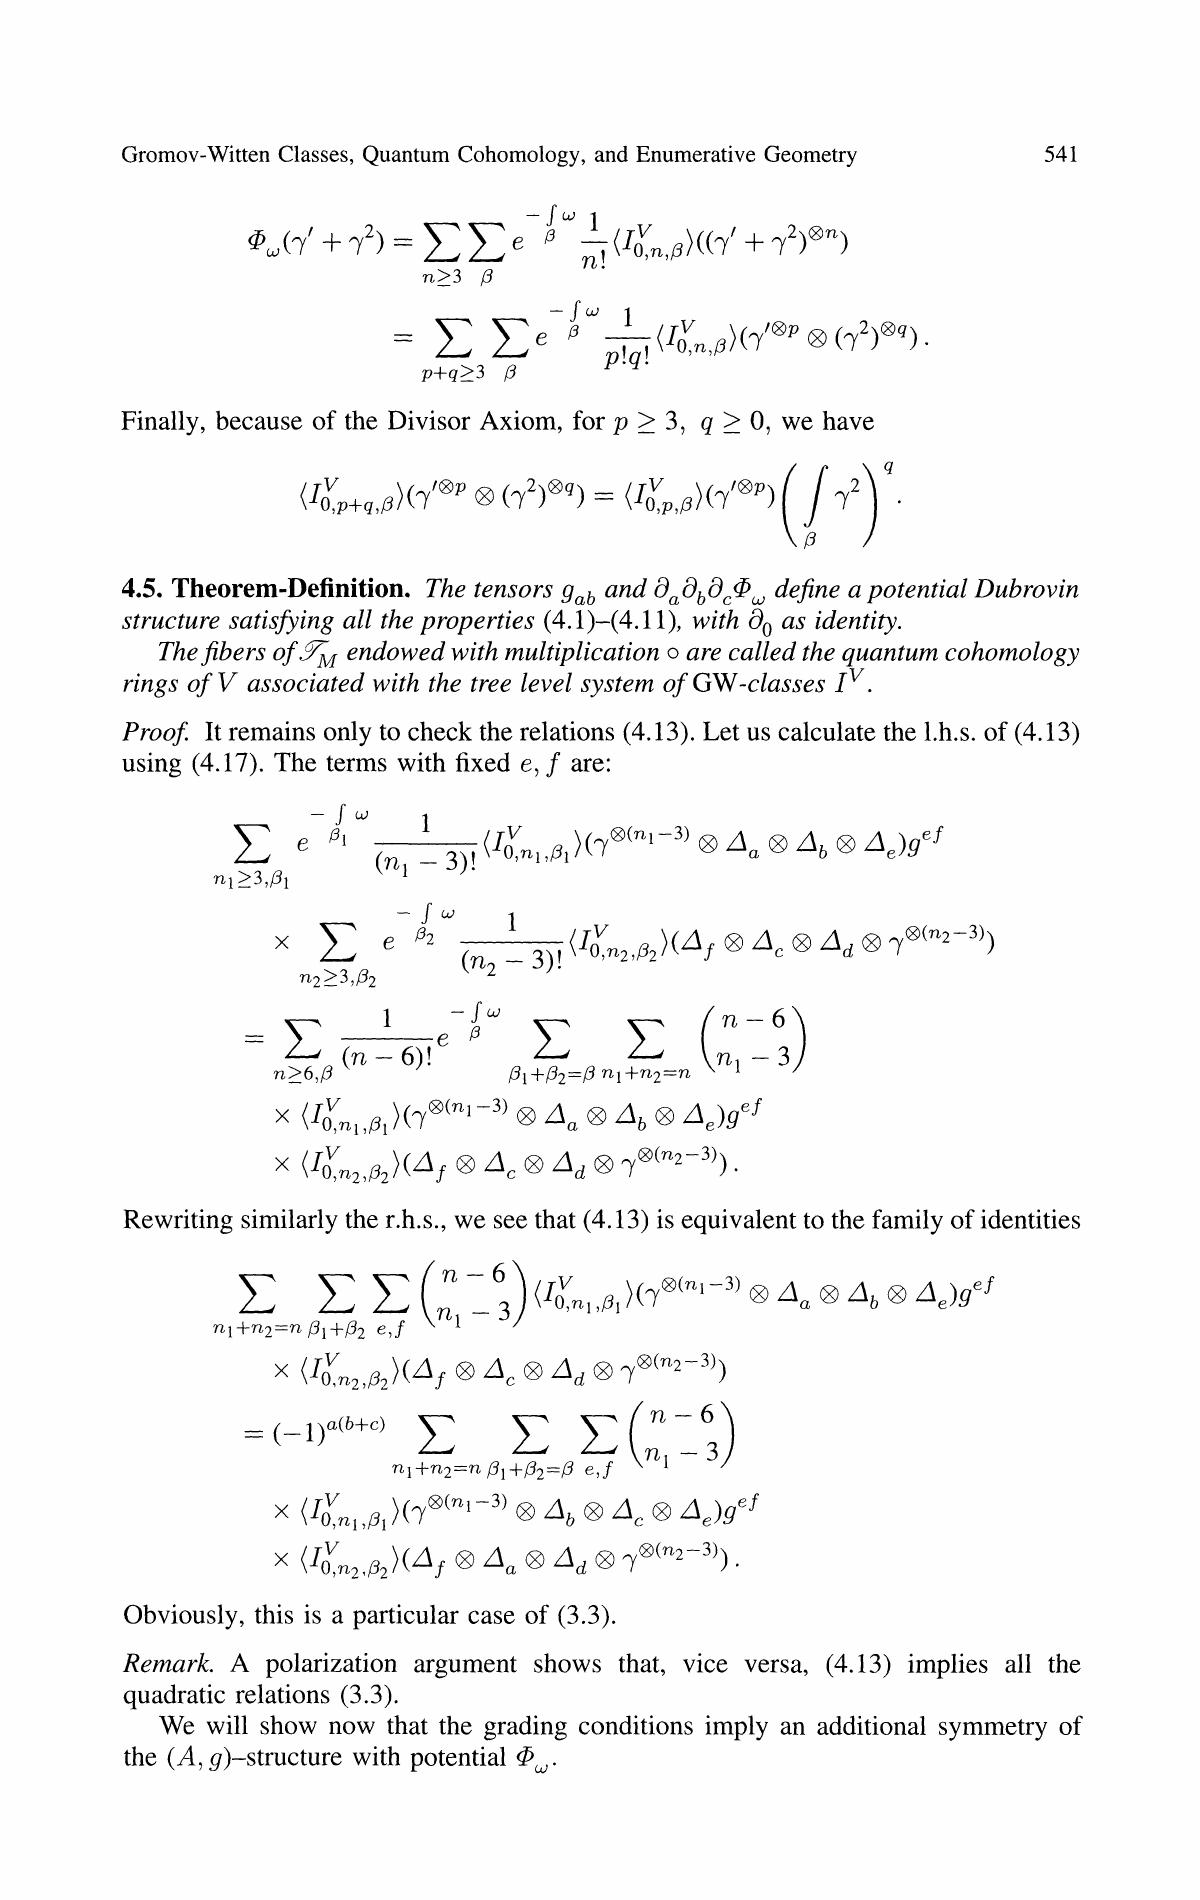 Gromov-Witten Classes, Quantum Cohomology, and Enumerative Geometry 541
$\Phi_\omega(\gamma' + \gamma^2) = \sum_{n\geq 3} \sum_\beta e^{-\int_\beta \omega} \frac{1}{n!} \langle I^V_{0,n,\beta} \rangle ((\gamma' + \gamma^2)^{\otimes n})$
$= \sum_{p+q\geq 3} \sum_\beta e^{-\int_\beta \omega} \frac{1}{p!q!} \langle I^V_{0,n,\beta} \rangle (\gamma'^{\otimes p} \otimes (\gamma^2)^{\otimes q}) .$
Finally, because of the Divisor Axiom, for $p \geq 3, \ q \geq 0$, we have
$\langle I^V_{0,p+q,\beta} \rangle (\gamma'^{\otimes p} \otimes (\gamma^2)^{\otimes q}) = \langle I^V_{0,p,\beta} \rangle (\gamma'^{\otimes p}) \left( \int_\beta \gamma^2 \right)^q .$
4.5. Theorem-Definition. The tensors $g_{ab}$ and $\partial_a \partial_b \partial_c \Phi_\omega$ define a potential Dubrovin
structure satisfying all the properties (4.1)–(4.11), with $\partial_0$ as identity.
The fibers of $\mathcal{T}_M$ endowed with multiplication ∘ are called the quantum cohomology
rings of V associated with the tree level system of GW-classes $I^V$.
Proof. It remains only to check the relations (4.13). Let us calculate the l.h.s. of (4.13)
using (4.17). The terms with fixed $e, f$ are:
$\sum_{n_1\geq 3,\beta_1} e^{-\int_{\beta_1} \omega} \frac{1}{(n_1 - 3)!} \langle I^V_{0,n_1,\beta_1} \rangle (\gamma^{\otimes(n_1-3)} \otimes \Delta_a \otimes \Delta_b \otimes \Delta_e) g^{ef}$
$\times \sum_{n_2\geq 3,\beta_2} e^{-\int_{\beta_2} \omega} \frac{1}{(n_2 - 3)!} \langle I^V_{0,n_2,\beta_2} \rangle (\Delta_f \otimes \Delta_c \otimes \Delta_d \otimes \gamma^{\otimes(n_2-3)})$
$= \sum_{n\geq 6,\beta} \frac{1}{(n - 6)!} e^{-\int_\beta \omega} \sum_{\beta_1+\beta_2=\beta} \sum_{n_1+n_2=n} \binom{n - 6}{n_1 - 3}$
$\times \langle I^V_{0,n_1,\beta_1} \rangle (\gamma^{\otimes(n_1-3)} \otimes \Delta_a \otimes \Delta_b \otimes \Delta_e) g^{ef}$
$\times \langle I^V_{0,n_2,\beta_2} \rangle (\Delta_f \otimes \Delta_c \otimes \Delta_d \otimes \gamma^{\otimes(n_2-3)}) .$
Rewriting similarly the r.h.s., we see that (4.13) is equivalent to the family of identities
$\sum_{n_1+n_2=n} \sum_{\beta_1+\beta_2} \sum_{e,f} \binom{n - 6}{n_1 - 3} \langle I^V_{0,n_1,\beta_1} \rangle (\gamma^{\otimes(n_1-3)} \otimes \Delta_a \otimes \Delta_b \otimes \Delta_e) g^{ef}$
$\times \langle I^V_{0,n_2,\beta_2} \rangle (\Delta_f \otimes \Delta_c \otimes \Delta_d \otimes \gamma^{\otimes(n_2-3)})$
$= (-1)^{a(b+c)} \sum_{n_1+n_2=n} \sum_{\beta_1+\beta_2=\beta} \sum_{e,f} \binom{n - 6}{n_1 - 3}$
$\times \langle I^V_{0,n_1,\beta_1} \rangle (\gamma^{\otimes(n_1-3)} \otimes \Delta_b \otimes \Delta_c \otimes \Delta_e) g^{ef}$
$\times \langle I^V_{0,n_2,\beta_2} \rangle (\Delta_f \otimes \Delta_a \otimes \Delta_d \otimes \gamma^{\otimes(n_2-3)}) .$
Obviously, this is a particular case of (3.3).
Remark. A polarization argument shows that, vice versa, (4.13) implies all the
quadratic relations (3.3).
We will show now that the grading conditions imply an additional symmetry of
the $(A, g)$–structure with potential $\Phi_\omega$.